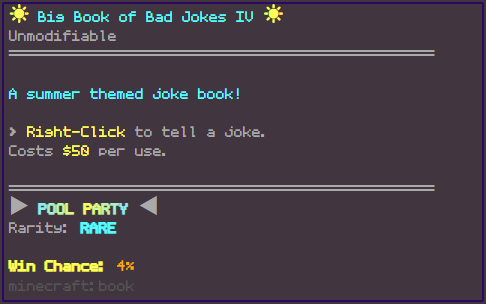 ☀ Big Book of Bad Jokes IV ☀
Unmodifiable
A summer themed joke book!
> Right-Click to tell a joke.
Costs $50 per use.
▶ POOL PARTY ◀
Rarity: RARE
Win Chance: 4%
minecraft:book